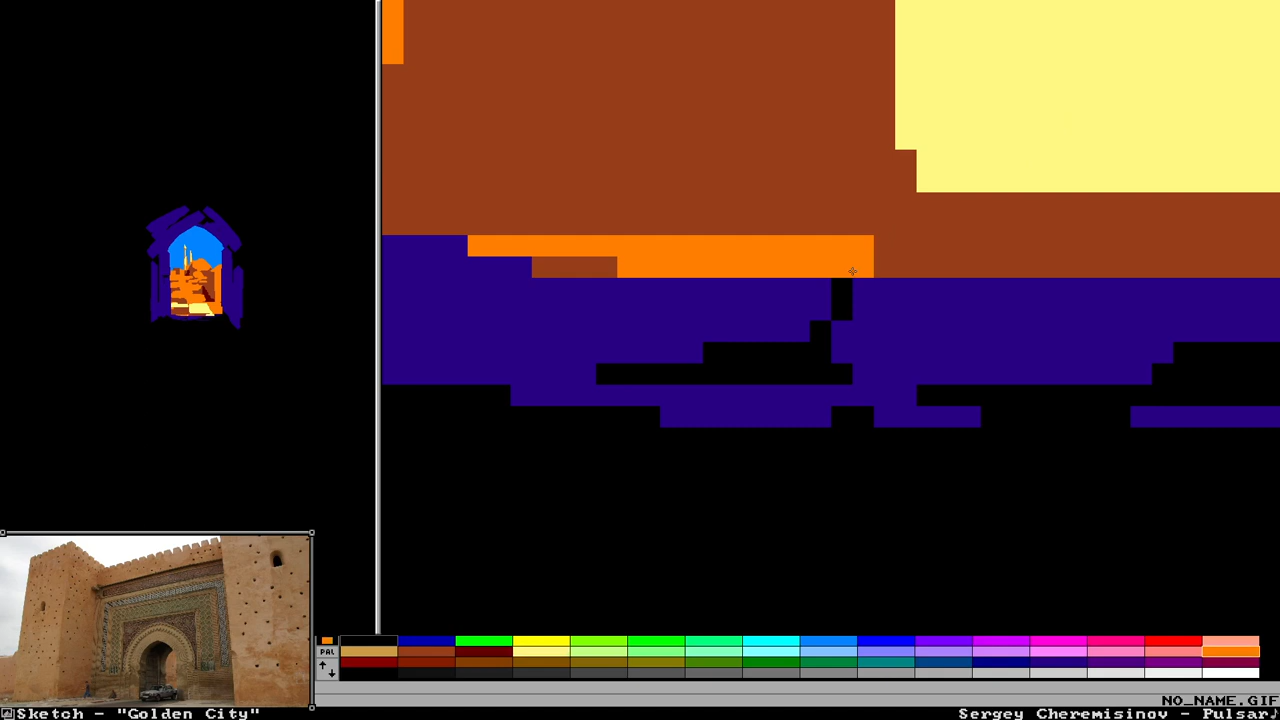 PAL
NO_NAME.GIF
Sketch - "Golden City"
Sergey Cheremisinov - Pulsar♪